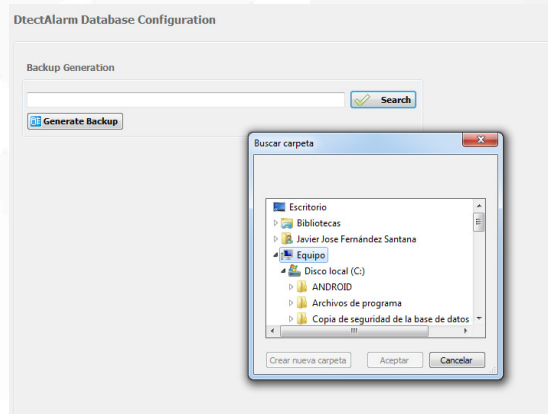 DtectAlarm Database Configuration
Backup Generation
Search
Generate Backup
Buscar carpeta
Escritorio
Bibliotecas
Javier Jose Fernández Santana
Equipo
Disco local (C:)
ANDROID
Archivos de programa
Copia de seguridad de la base de datos
Crear nueva carpeta
Aceptar
Cancelar